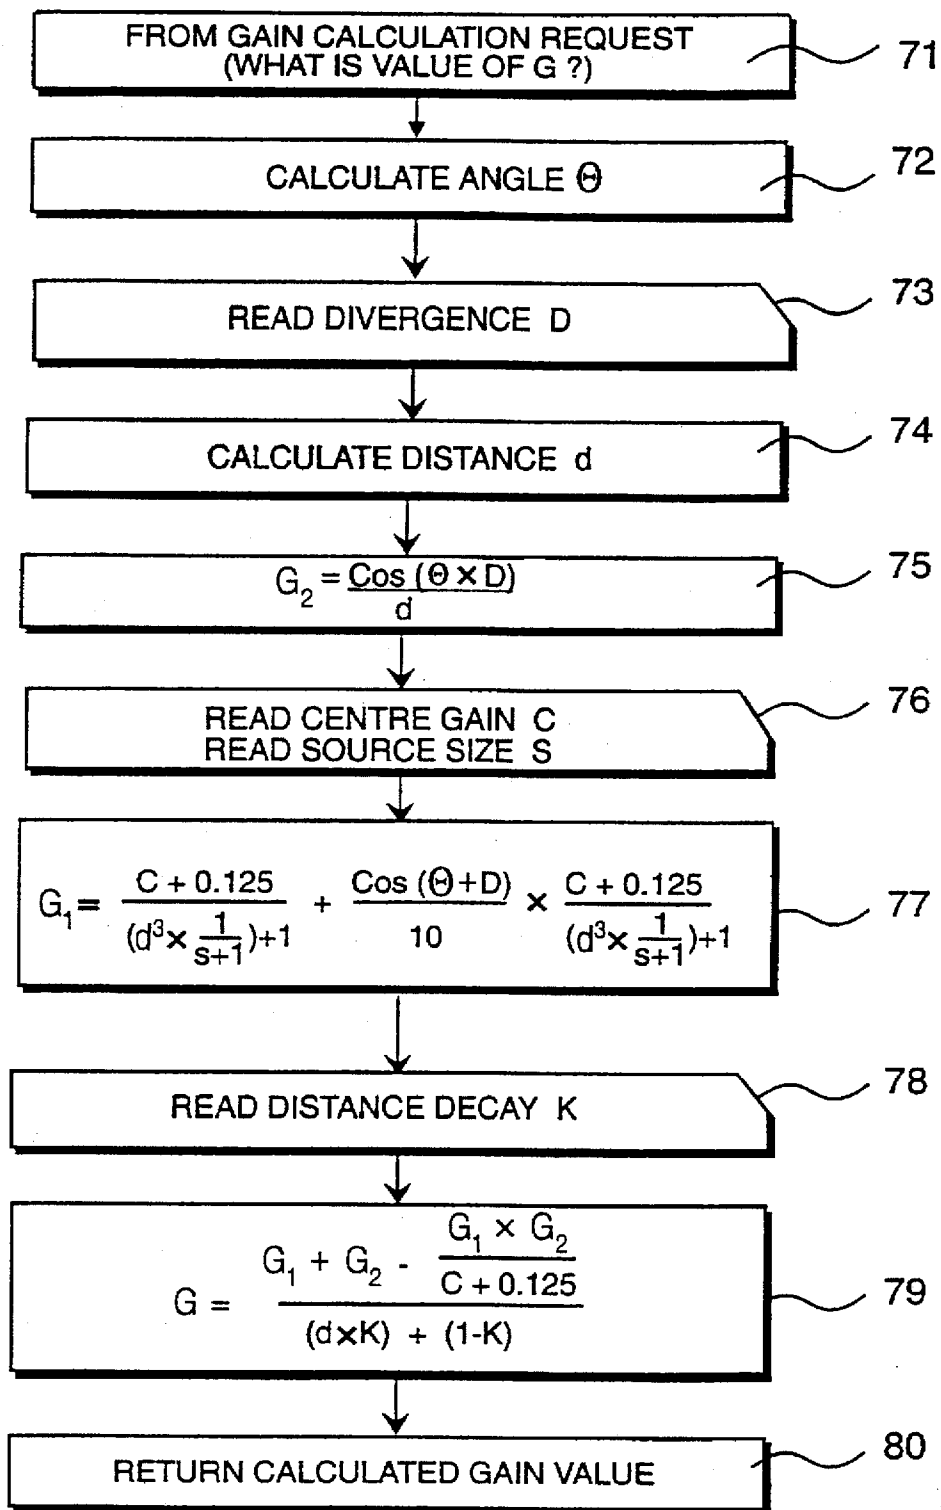 FROM GAIN CALCULATION REQUEST
(WHAT IS VALUE OF G ?)
71
CALCULATE ANGLE Θ
72
READ DIVERGENCE D
73
CALCULATE DISTANCE d
74
G₂ = Cos (Θ × D) / d
75
READ CENTRE GAIN C
READ SOURCE SIZE S
76
G₁ = C + 0.125 / (d³ × 1 / s+1)+1 + Cos (Θ+D) / 10 × C + 0.125 / (d³ × 1 / s+1)+1
77
READ DISTANCE DECAY K
78
G = G₁ + G₂ - G₁ × G₂ / C + 0.125 / (d×K) + (1-K)
79
RETURN CALCULATED GAIN VALUE
80